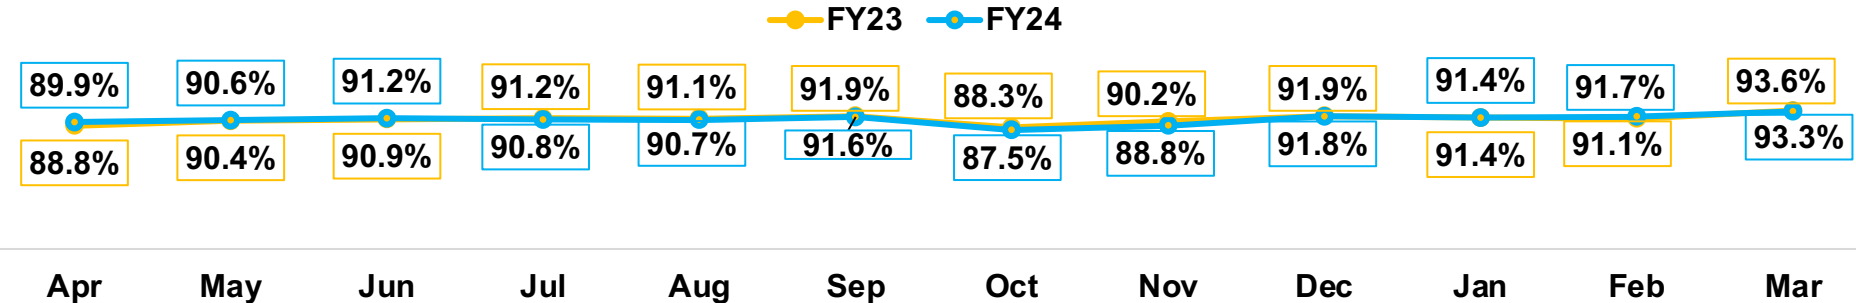 FY23 FY24
89.9% 90.6% 91.2% 91.2% 91.1% 91.9% 88.3% 90.2% 91.9% 91.4% 91.7% 93.6%
88.8% 90.4% 90.9% 90.8% 90.7% 91.6% 87.5% 88.8% 91.8% 91.4% 91.1% 93.3%
Apr May Jun Jul Aug Sep Oct Nov Dec Jan Feb Mar